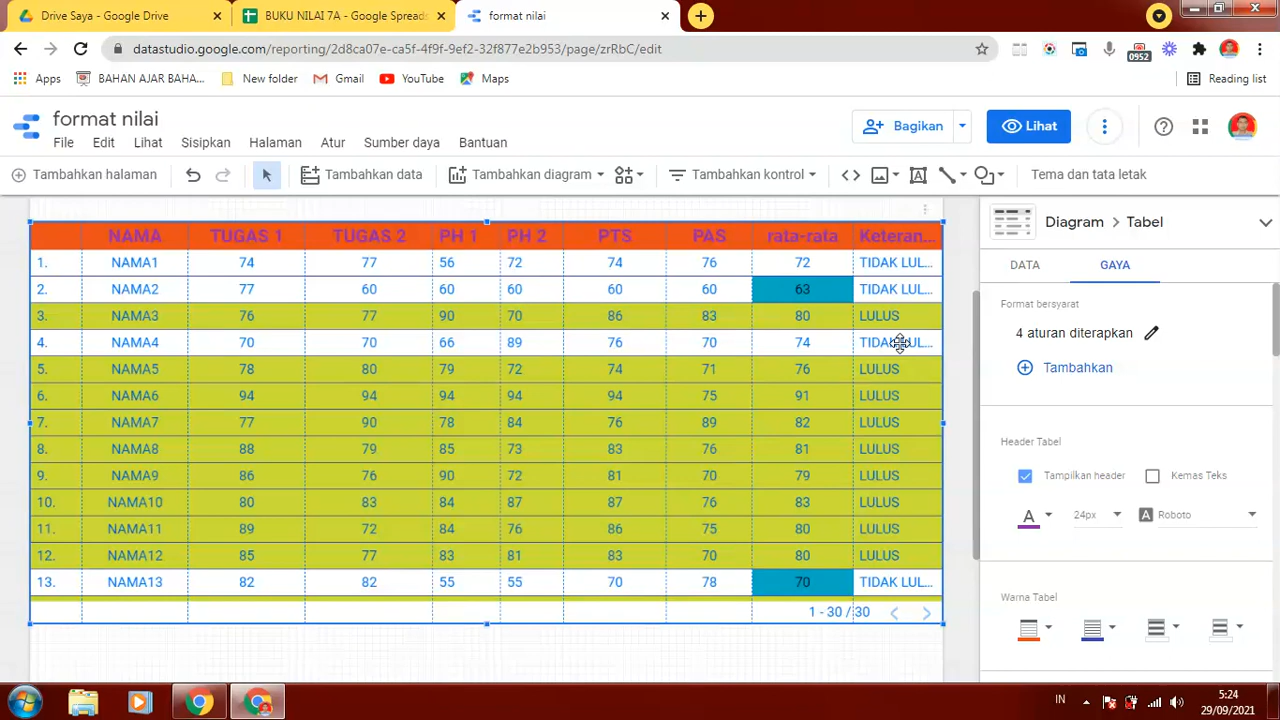 Drive Saya - Google Drive
BUKU NILAI 7A - Google Spreads
format nilai
datastudio.google.com/reporting/2d8ca07e-ca5f-4f9f-9ef2-32f877e2b953/page/zrRbC/edit
0952
Apps
BAHAN AJAR BAHA...
New folder
Gmail
YouTube
Maps
Reading list
format nilai
File Edit Lihat Sisipkan Halaman Atur Sumber daya Bantuan
Bagikan
Lihat
Tambahkan halaman
Tambahkan data
Tambahkan diagram
Tambahkan kontrol
Tema dan tata letak
NAMA TUGAS 1 TUGAS 2 PH 1 PH 2 PTS PAS rata-rata Keteran...
1. NAMA1 74 77 56 72 74 76 72 TIDAK LUL...
2. NAMA2 77 60 60 60 60 60 63 TIDAK LUL...
3. NAMA3 76 77 90 70 86 83 80 LULUS
4. NAMA4 70 70 66 89 76 70 74 TIDAK LUL...
5. NAMA5 78 80 79 72 74 71 76 LULUS
6. NAMA6 94 94 94 94 94 75 91 LULUS
7. NAMA7 77 90 78 84 76 89 82 LULUS
8. NAMA8 88 79 85 73 83 76 81 LULUS
9. NAMA9 86 76 90 72 81 70 79 LULUS
10. NAMA10 80 83 84 87 87 76 83 LULUS
11. NAMA11 89 72 84 76 86 75 80 LULUS
12. NAMA12 85 77 83 81 83 70 80 LULUS
13. NAMA13 82 82 55 55 70 78 70 TIDAK LUL...
1 - 30 / 30
Diagram > Tabel
DATA
GAYA
Format bersyarat
4 aturan diterapkan
Tambahkan
Header Tabel
Tampilkan header
Kemas Teks
A 24px A Roboto
Warna Tabel
IN
5:24
29/09/2021